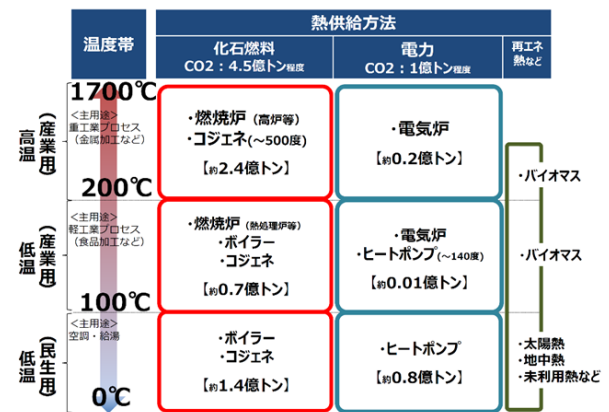 温度帯
熱供給方法
化石燃料
CO2：4.5億トン程度
電力
CO2：1億トン程度
再エネ
熱など
高温（産業用）
1700℃
＜主用途＞
重工業プロセス
（金属加工など）
200℃
・燃焼炉（高炉等）
・コジェネ(～500度)
【約2.4億トン】
・電気炉
【約0.2億トン】
・バイオマス
低温（産業用）
＜主用途＞
軽工業プロセス
（食品加工など）
100℃
・燃焼炉（熱処理炉等）
・ボイラー
・コジェネ
【約0.7億トン】
・電気炉
・ヒートポンプ(～140度)
【約0.01億トン】
・バイオマス
低温（民生用）
＜主用途＞
空調・給湯
0℃
・ボイラー
・コジェネ
【約1.4億トン】
・ヒートポンプ
【約0.8億トン】
・太陽熱
・地中熱
・未利用熱など